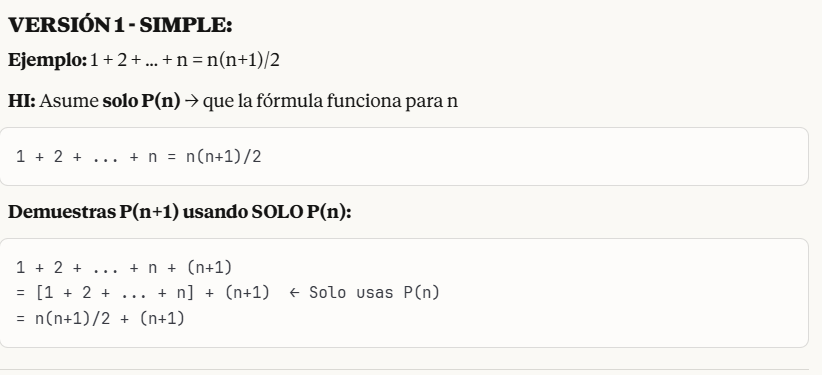 VERSIÓN 1 - SIMPLE:
Ejemplo: 1 + 2 + ... + n = n(n+1)/2
HI: Asume solo P(n) → que la fórmula funciona para n
1 + 2 + ... + n = n(n+1)/2
Demuestras P(n+1) usando SOLO P(n):
1 + 2 + ... + n + (n+1)
= [1 + 2 + ... + n] + (n+1)  ← Solo usas P(n)
= n(n+1)/2 + (n+1)